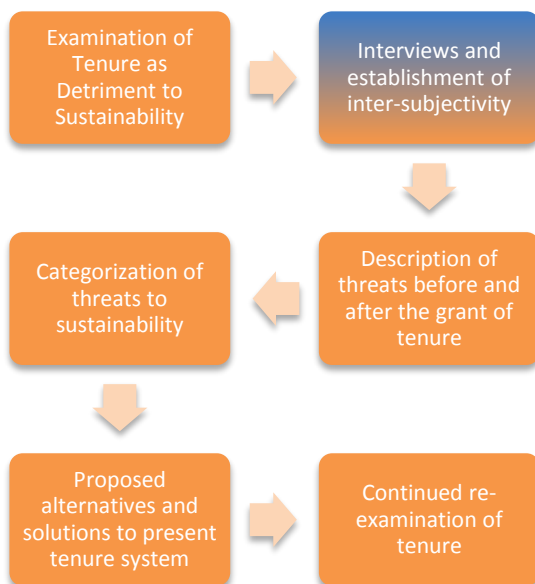 Examination of
Tenure as
Detriment to
Sustainability
Interviews and
establishment of
inter-subjectivity
Description of
threats before and
after the grant of
tenure
Categorization of
threats to
sustainability
Proposed
alternatives and
solutions to present
tenure system
Continued re-
examination of
tenure